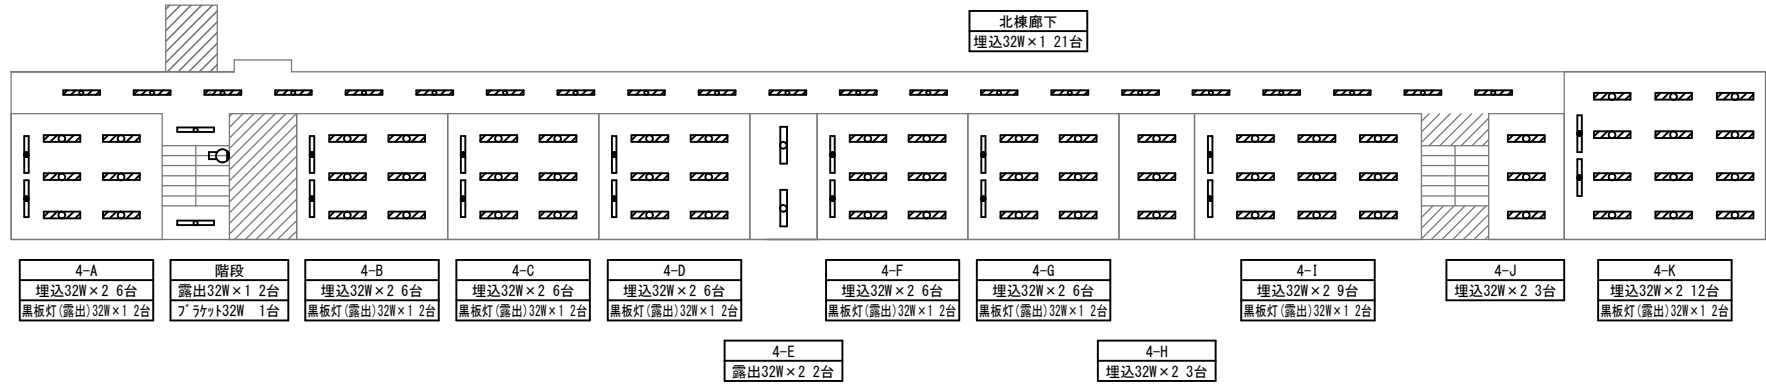 北棟廊下
埋込32W×1 21台
4-A
埋込32W×2 6台
黒板灯(露出)32W×1 2台
階段
露出32W×1 2台
ブラケット32W 1台
4-B
埋込32W×2 6台
黒板灯(露出)32W×1 2台
4-C
埋込32W×2 6台
黒板灯(露出)32W×1 2台
4-D
埋込32W×2 6台
黒板灯(露出)32W×1 2台
4-F
埋込32W×2 6台
黒板灯(露出)32W×1 2台
4-G
埋込32W×2 6台
黒板灯(露出)32W×1 2台
4-I
埋込32W×2 9台
黒板灯(露出)32W×1 2台
4-J
埋込32W×2 3台
4-K
埋込32W×2 12台
黒板灯(露出)32W×1 2台
4-E
露出32W×2 2台
4-H
埋込32W×2 3台